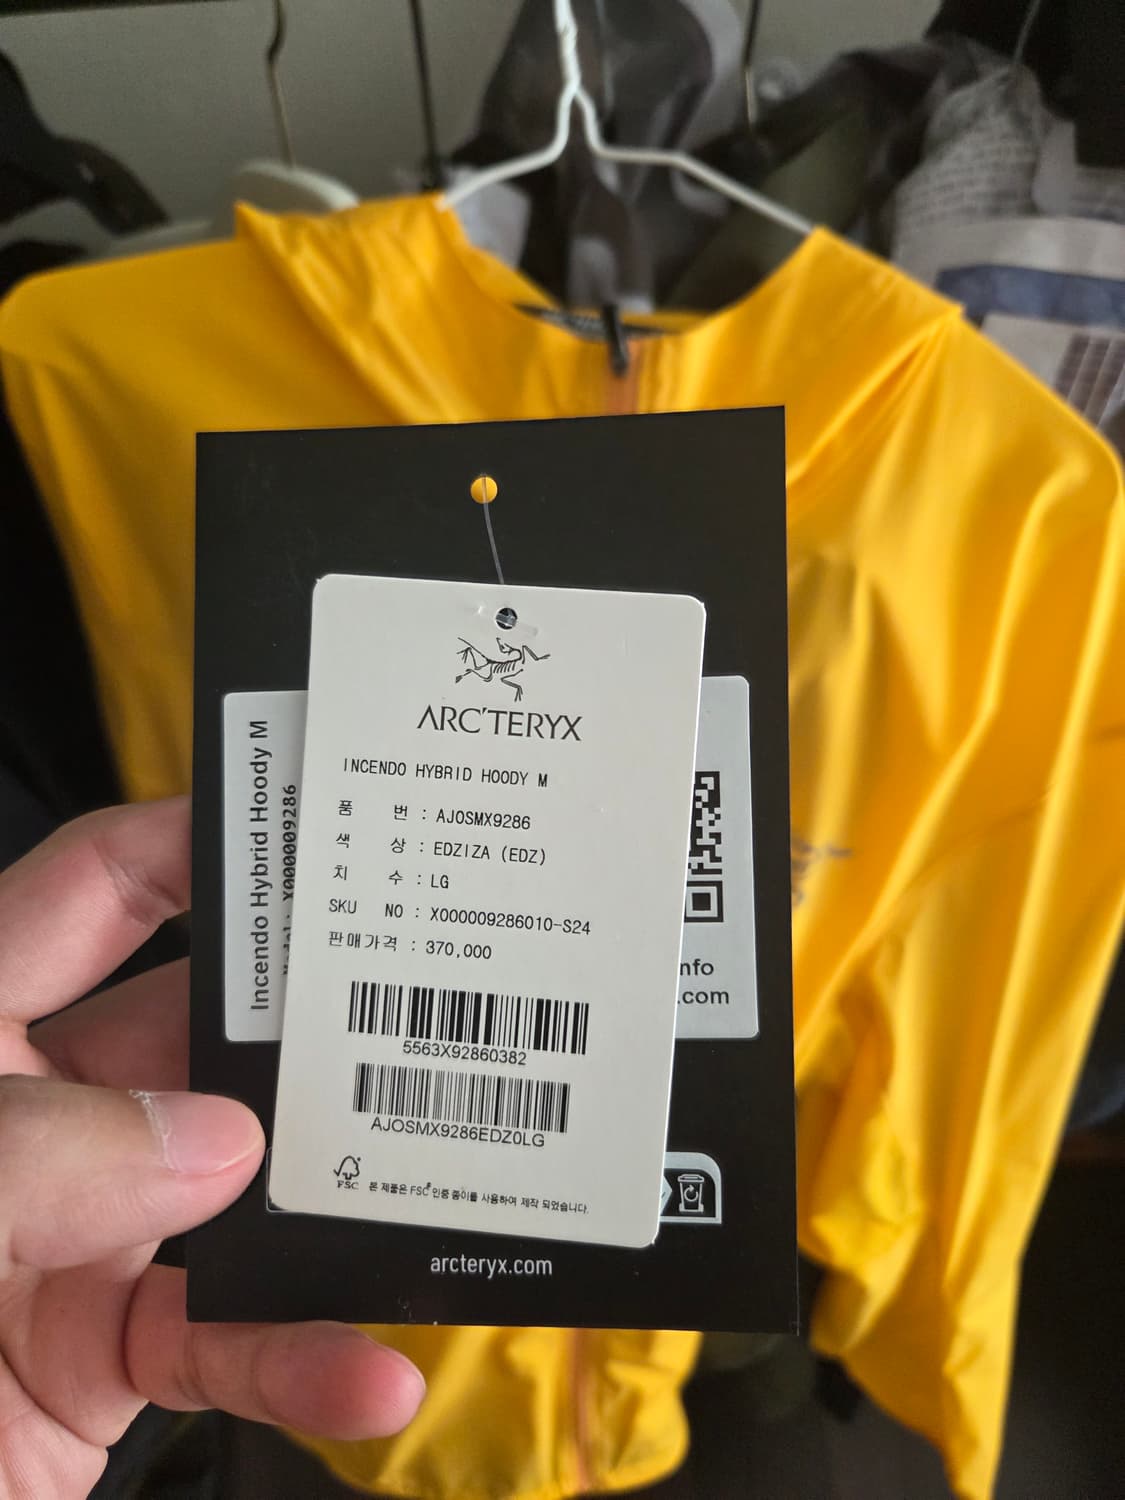 ARC'TERYX
INCENDO HYBRID HOODY M
품 번 : AJOSMX9286
색 상 : EDZIZA (EDZ)
치 수 : LG
SKU NO : X000009286010-S24
판매가격 : 370,000
5563X92860382
AJOSMX9286EDZ0LG
FSC 본 제품은 FSC® 인증 종이를 사용하여 제작 되었습니다.
Incendo Hybrid Hoody M
Model: X000009286
.com
arcteryx.com